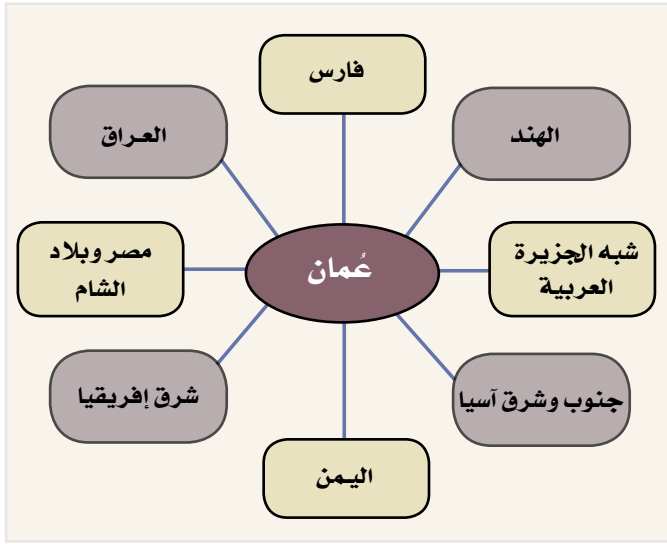 فارس
الهند
العراق
شبه الجزيرة
العربية
عُمان
مصر وبلاد
الشام
جنوب وشرق آسيا
شرق إفريقيا
اليمن